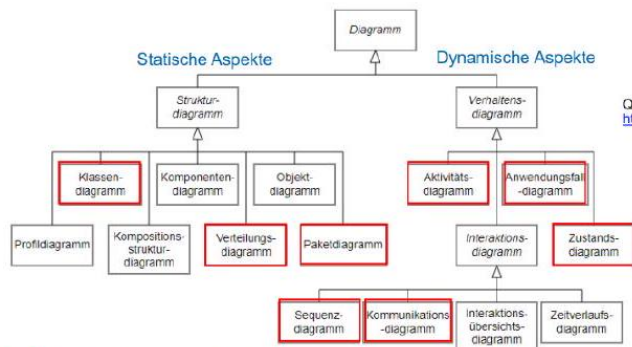 Diagramm
Statische Aspekte
Dynamische Aspekte
Struktur-
diagramm
Verhaltens-
diagramm
Q
ht
Klassen-
diagramm
Komponenten-
diagramm
Objekt-
diagramm
Aktivitäts-
diagramm
Anwendungsfall
-diagramm
Profildiagramm
Kompositions-
struktur-
diagramm
Verteilungs-
diagramm
Paketdiagramm
Interaktions-
diagramm
Zustands-
diagramm
Sequenz-
diagramm
Kommunikations
-diagramm
Interaktions-
übersichts-
diagramm
Zeitverlaufs-
diagramm